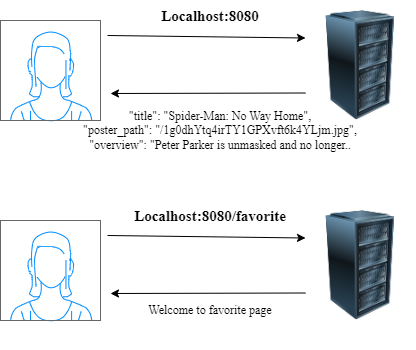 Localhost:8080
"title": "Spider-Man: No Way Home",
"poster_path": "/1g0dhYtq4irTY1GPXvft6k4YLjm.jpg",
"overview": "Peter Parker is unmasked and no longer..
Localhost:8080/favorite
Welcome to favorite page